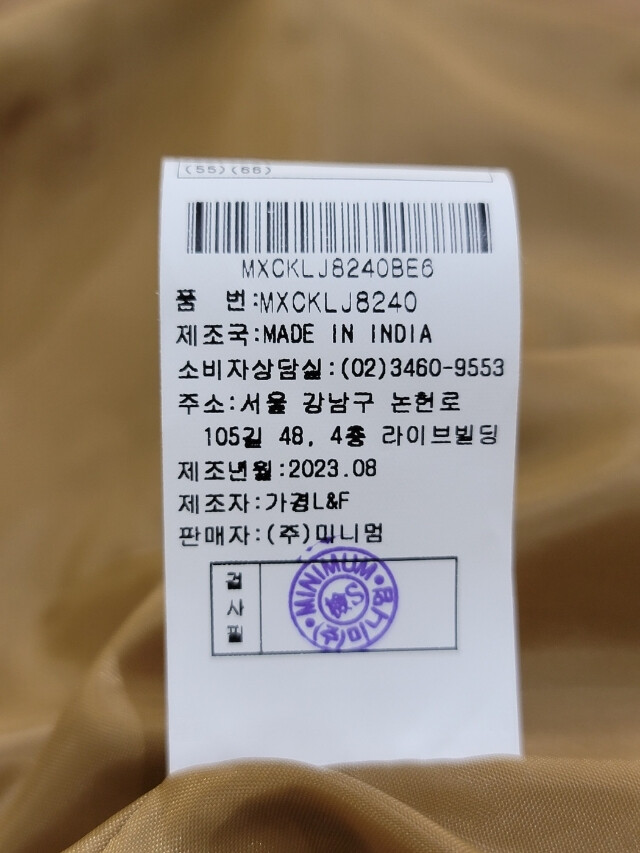 (55)(66)
MXCKLJ8240BE6
품 번:MXCKLJ8240
제조국:MADE IN INDIA
소비자상담실:(02)3460-9553
주소:서울 강남구 논현로
105길 48, 4층 라이브빌딩
제조년월:2023.08
제조자:가경L&F
판매자:(주)미니멈
검
사
필
MINIMUM
檢S
(주)미니멈